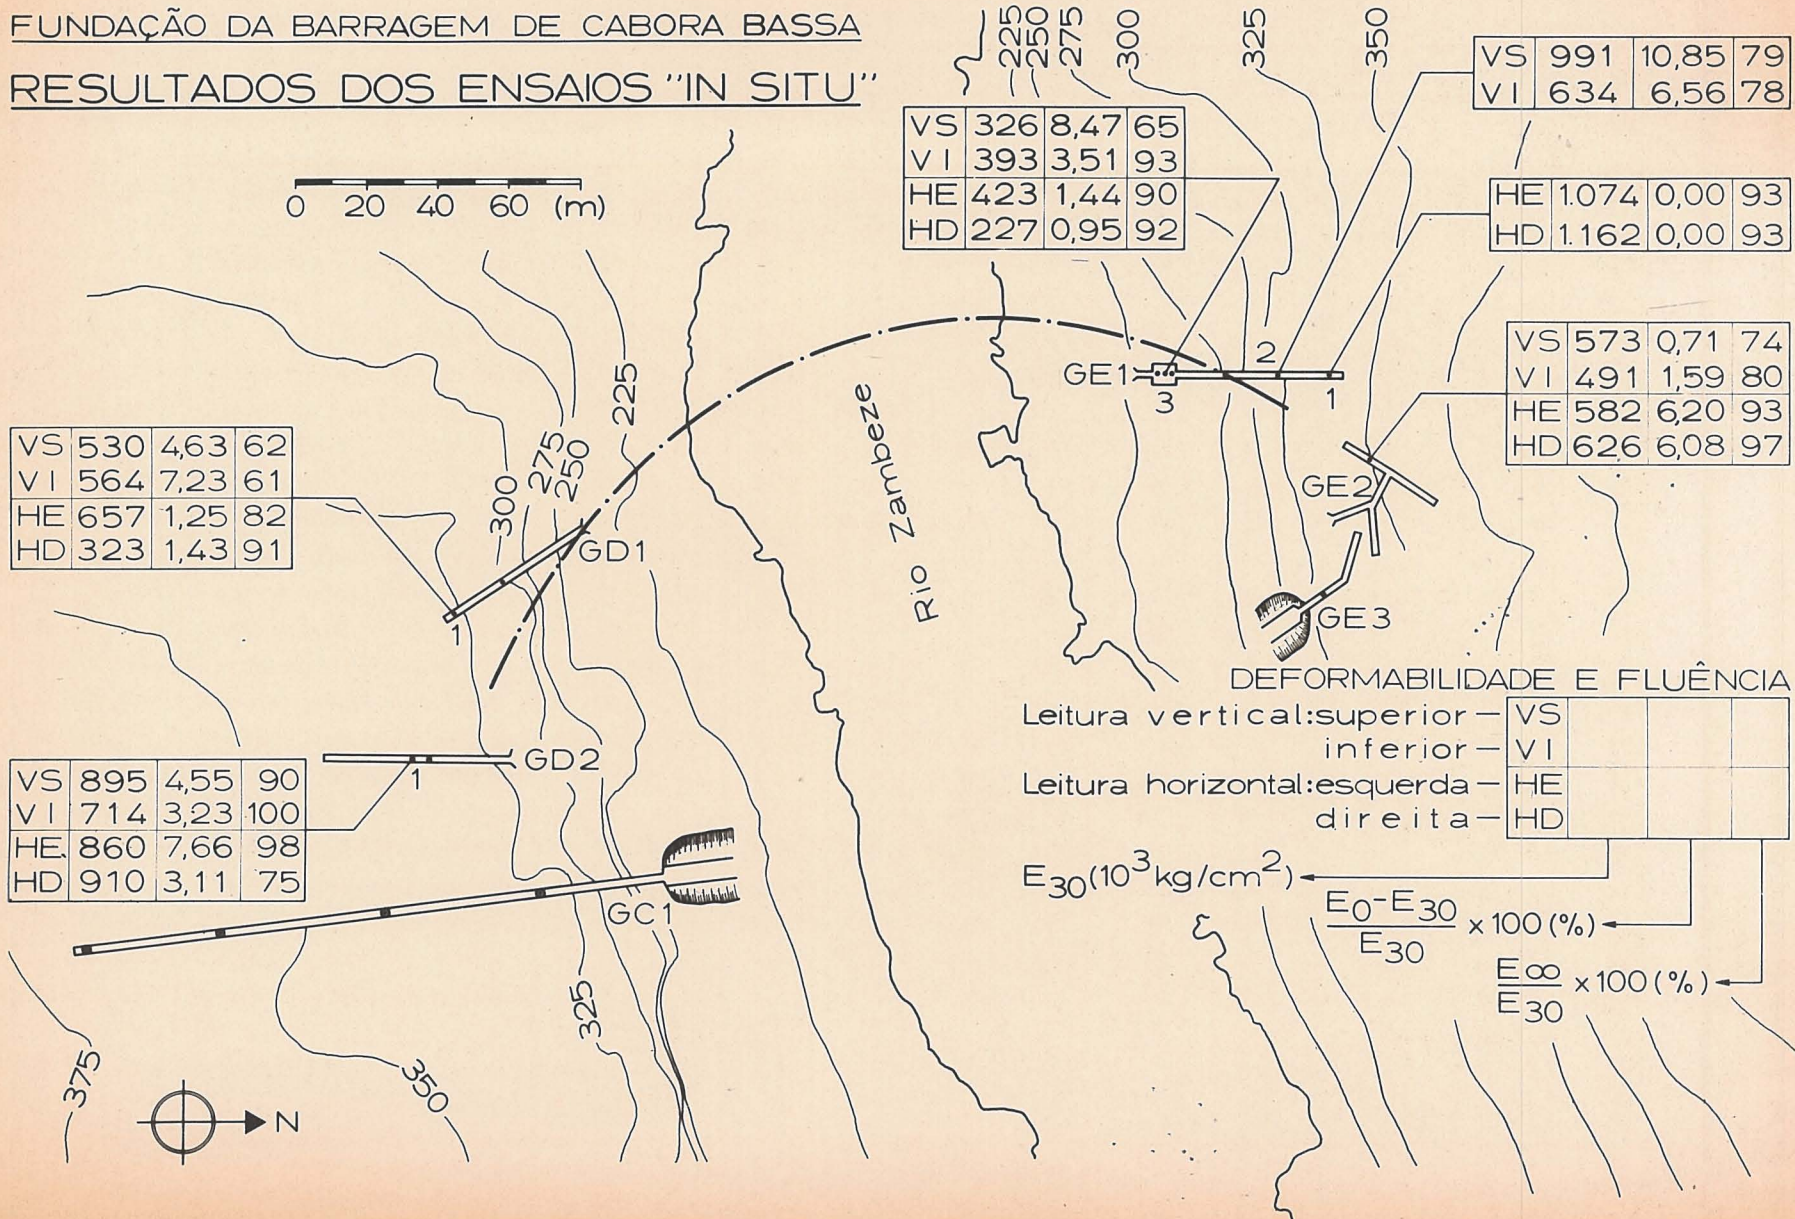 FUNDAÇÃO DA BARRAGEM DE CABORA BASSA
RESULTADOS DOS ENSAIOS "IN SITU"
0 20 40 60 (m)
225
250
275
300
325
350
VS 991 10,85 79
VI 634 6,56 78
VS 326 8,47 65
VI 393 3,51 93
HE 423 1,44 90
HD 227 0,95 92
HE 1.074 0,00 93
HD 1.162 0,00 93
VS 573 0,71 74
VI 491 1,59 80
HE 582 6,20 93
HD 626 6,08 97
GE1
3
2
1
GE2
GE3
Rio Zambeze
225
250
275
300
VS 530 4,63 62
VI 564 7,23 61
HE 657 1,25 82
HD 323 1,43 91
GD1
1
GD2
1
VS 895 4,55 90
VI 714 3,23 100
HE 860 7,66 98
HD 910 3,11 75
GC1
325
350
375
N
DEFORMABILIDADE E FLUÊNCIA
Leitura vertical:superior — VS
inferior — VI
Leitura horizontal:esquerda — HE
direita — HD
E30(10³kg/cm²)
E0-E30
E30
x 100 (%)
E∞
E30
x100 (%)